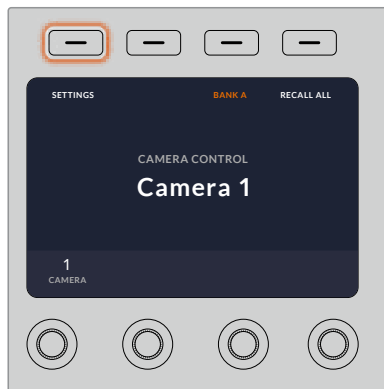 SETTINGS BANK A RECALL ALL
CAMERA CONTROL
Camera 1
1
CAMERA